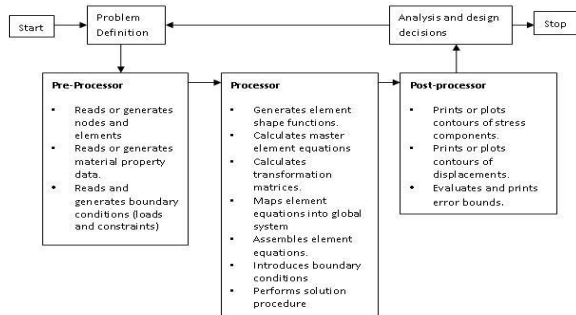 Start
Problem
Definition
Analysis and design
decisions
Stop
Pre-Processor
• Reads or generates
nodes and
elements
• Reads or generates
material property
data.
• Reads and
generates boundary
conditions (loads
and constraints)
Processor
• Generates element
shape functions.
• Calculates master
element equations
• Calculates
transformation
matrices.
• Maps element
equations into global
system
• Assembles element
equations.
• Introduces boundary
conditions
• Performs solution
procedure
Post-processor
• Prints or plots
contours of stress
components.
• Prints or plots
contours of
displacements.
• Evaluates and prints
error bounds.